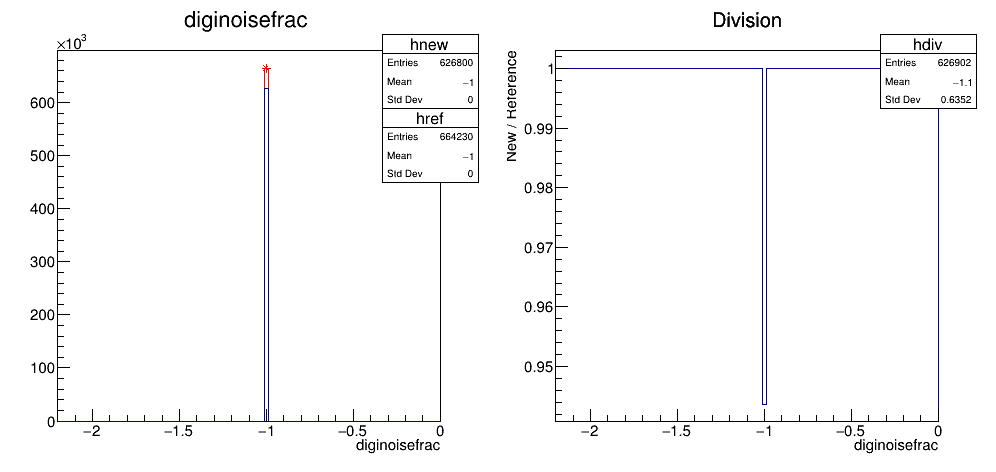 diginoisefrac
×10³
hnew
Entries 626800
Mean −1
Std Dev 0
href
Entries 664230
Mean −1
Std Dev 0
600
500
400
300
200
100
0
−2 −1.5 −1 −0.5 0
diginoisefrac
Division
hdiv
Entries 626902
Mean −1.1
Std Dev 0.6352
New / Reference
1
0.99
0.98
0.97
0.96
0.95
−2 −1.5 −1 −0.5 0
diginoisefrac